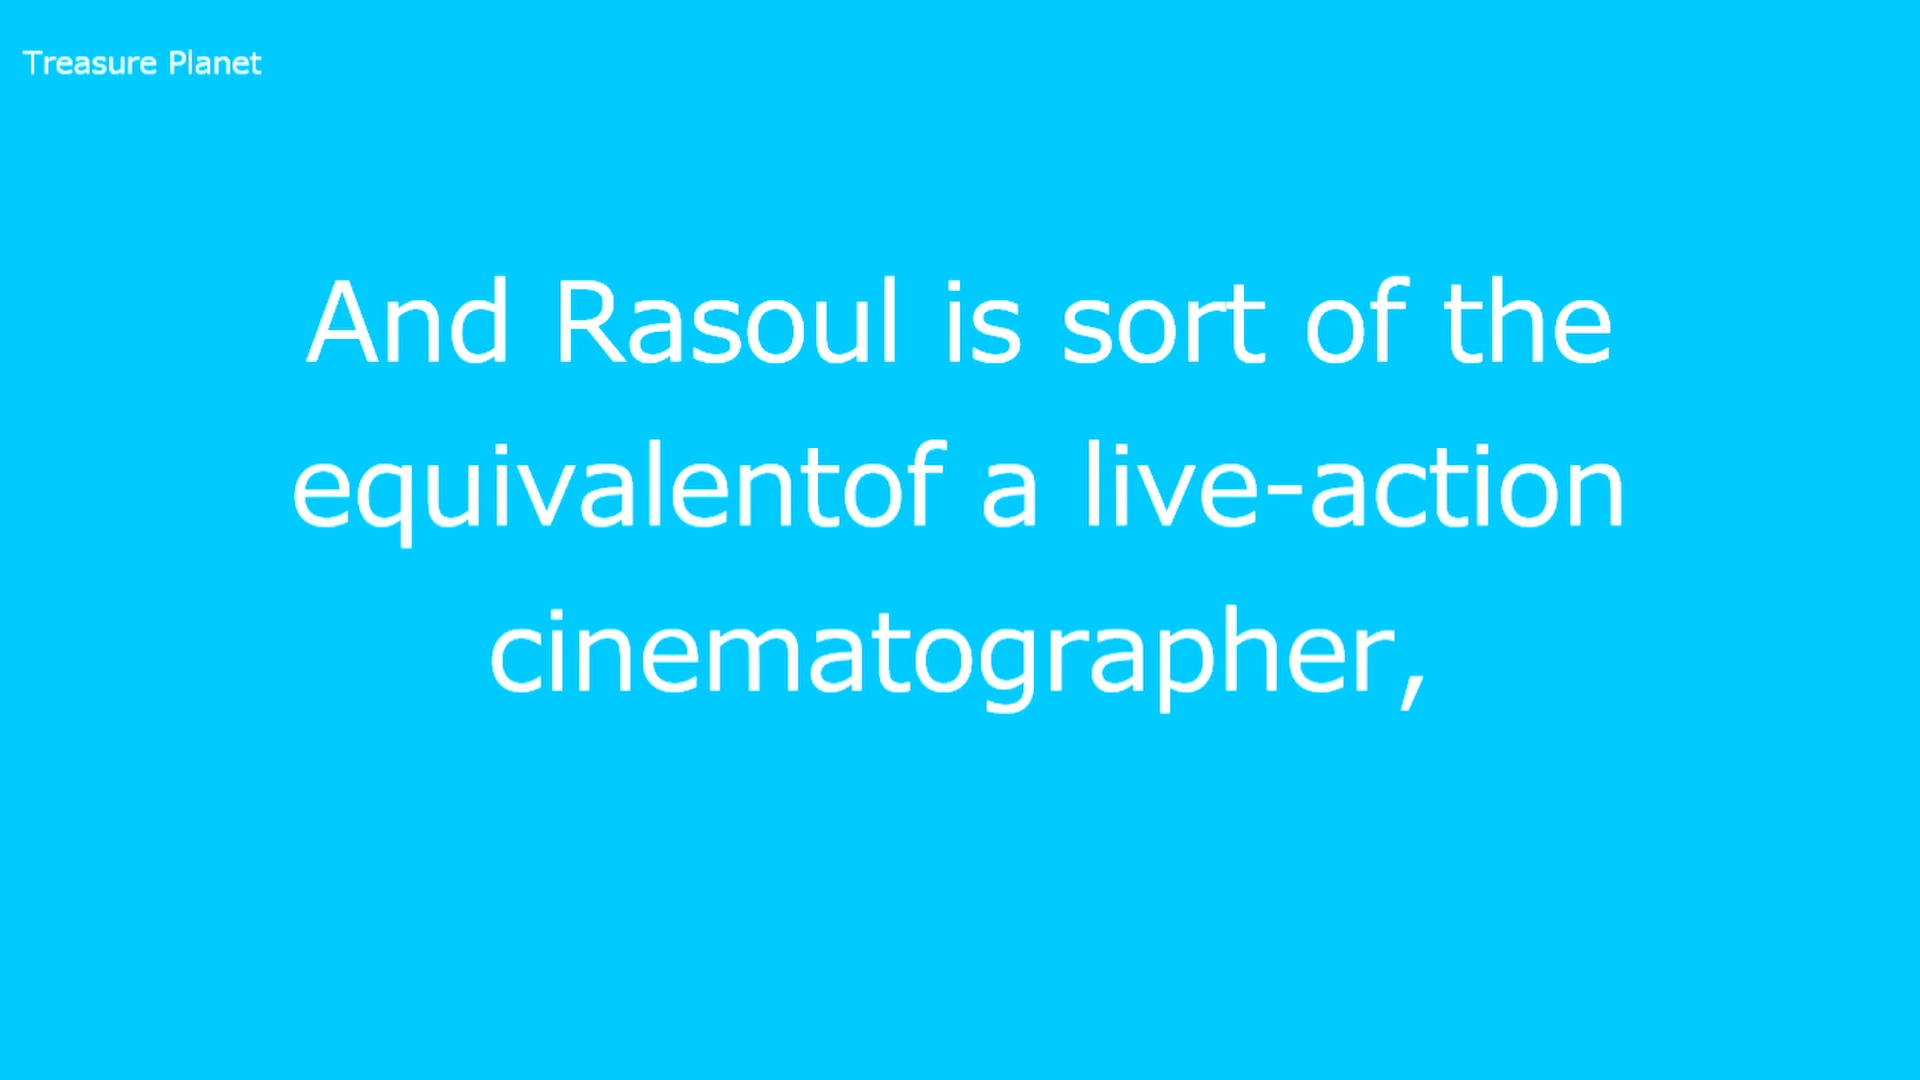 Treasure Planet
And Rasoul is sort of the
equivalentof a live-action
cinematographer,